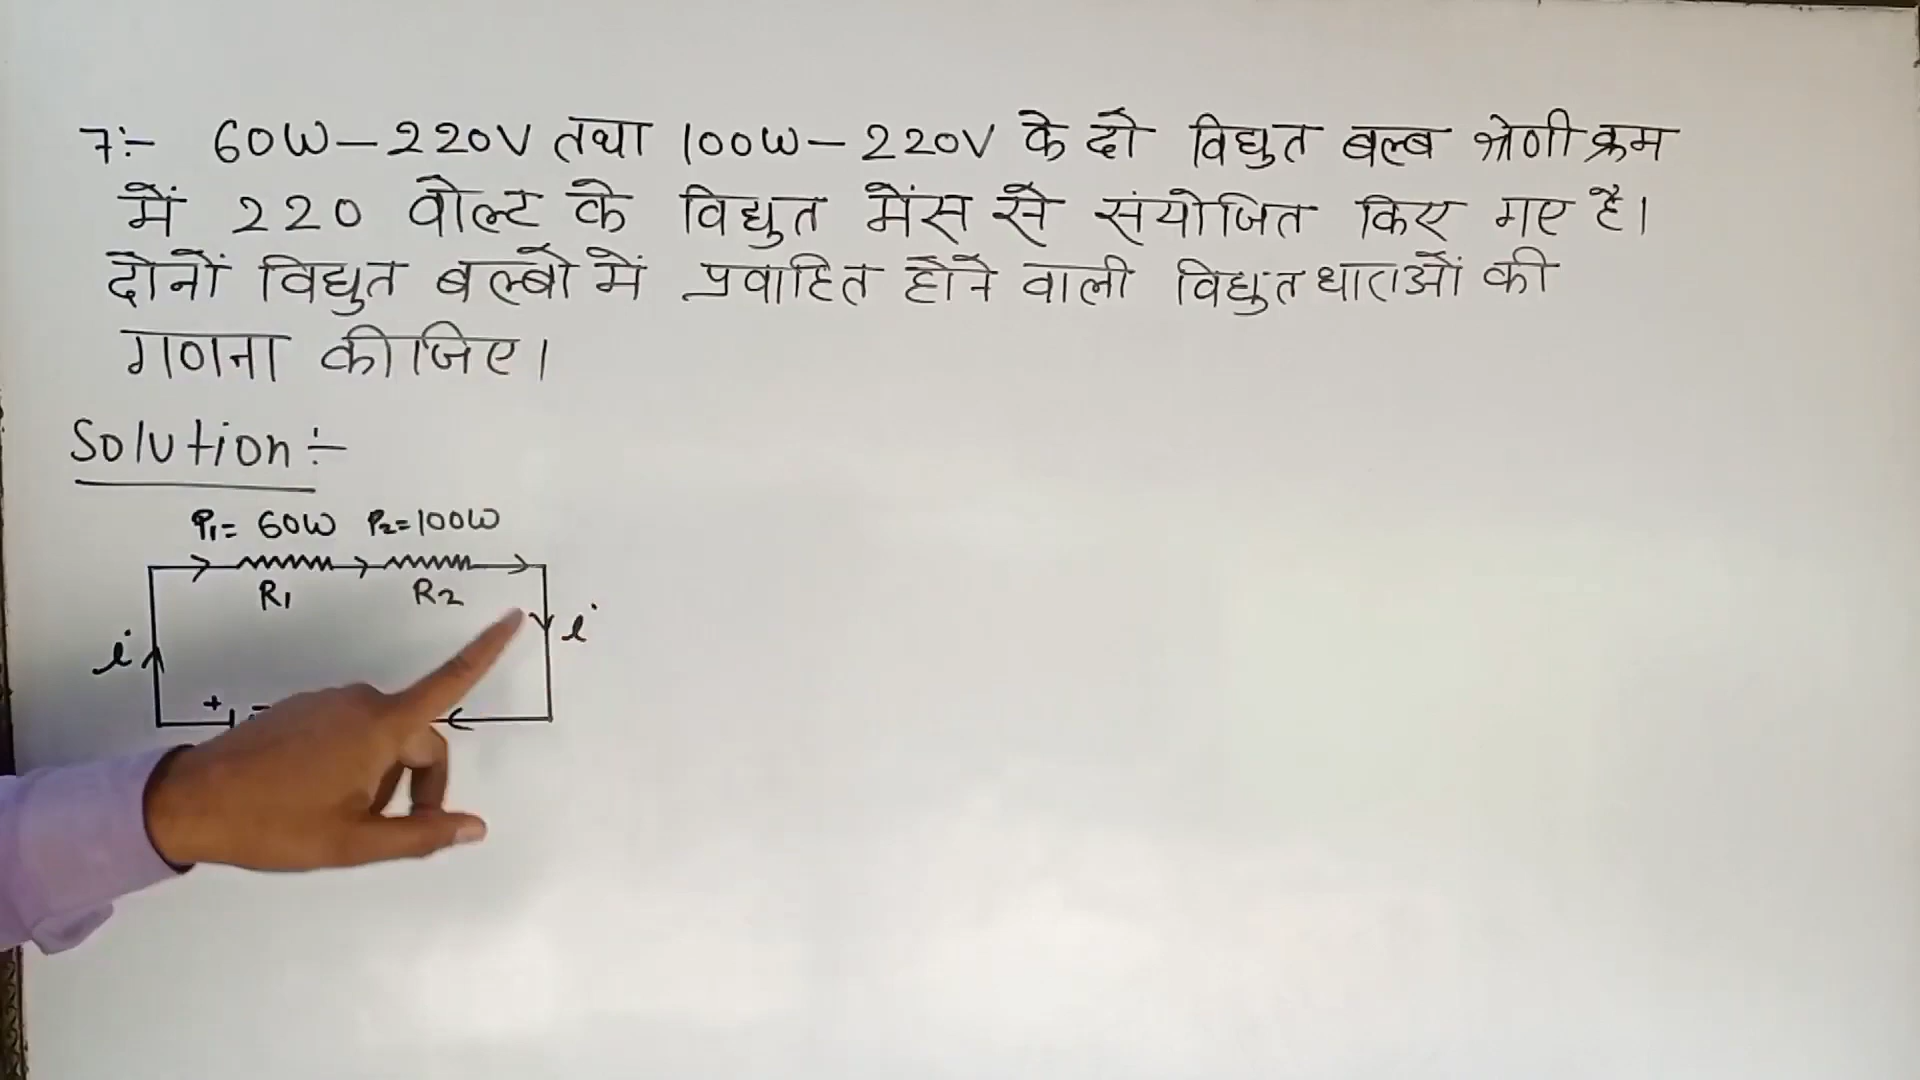 7:- 60W-220V तथा 100W-220V के दो विद्युत बल्ब श्रेणीक्रम
में 220 वोल्ट के विद्युत मेंस से संयोजित किए गए है।
दोनों विद्युत बल्बो में प्रवाहित होने वाली विद्युत धाराओं की
गणना कीजिए।
Solution:-
P₁= 60W P₂=100W
R₁ R₂
i i
+ -